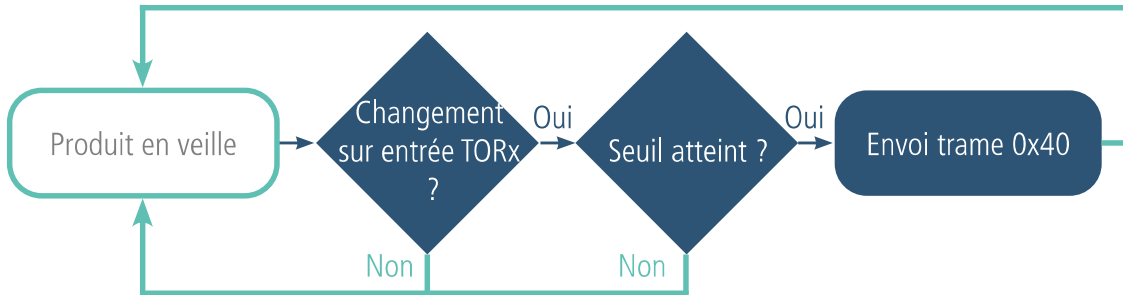 Produit en veille
Changement
sur entrée TORx
?
Oui
Seuil atteint ?
Oui
Envoi trame 0x40
Non
Non